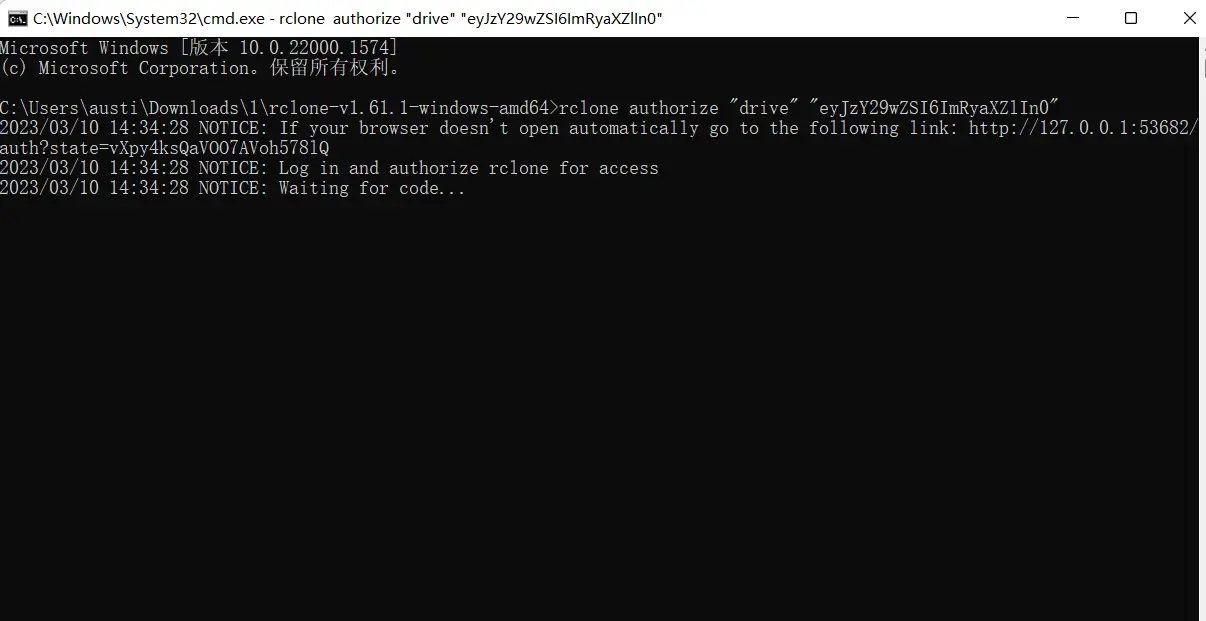 C:\Windows\System32\cmd.exe - rclone  authorize "drive" "eyJzY29wZSI6ImRyaXZlIn0"
Microsoft Windows [版本 10.0.22000.1574]
(c) Microsoft Corporation。保留所有权利。
C:\Users\austi\Downloads\1\rclone-v1.61.1-windows-amd64>rclone authorize "drive" "eyJzY29wZSI6ImRyaXZlIn0"
2023/03/10 14:34:28 NOTICE: If your browser doesn't open automatically go to the following link: http://127.0.0.1:53682/
auth?state=vXpy4ksQaVOO7AVoh578lQ
2023/03/10 14:34:28 NOTICE: Log in and authorize rclone for access
2023/03/10 14:34:28 NOTICE: Waiting for code...